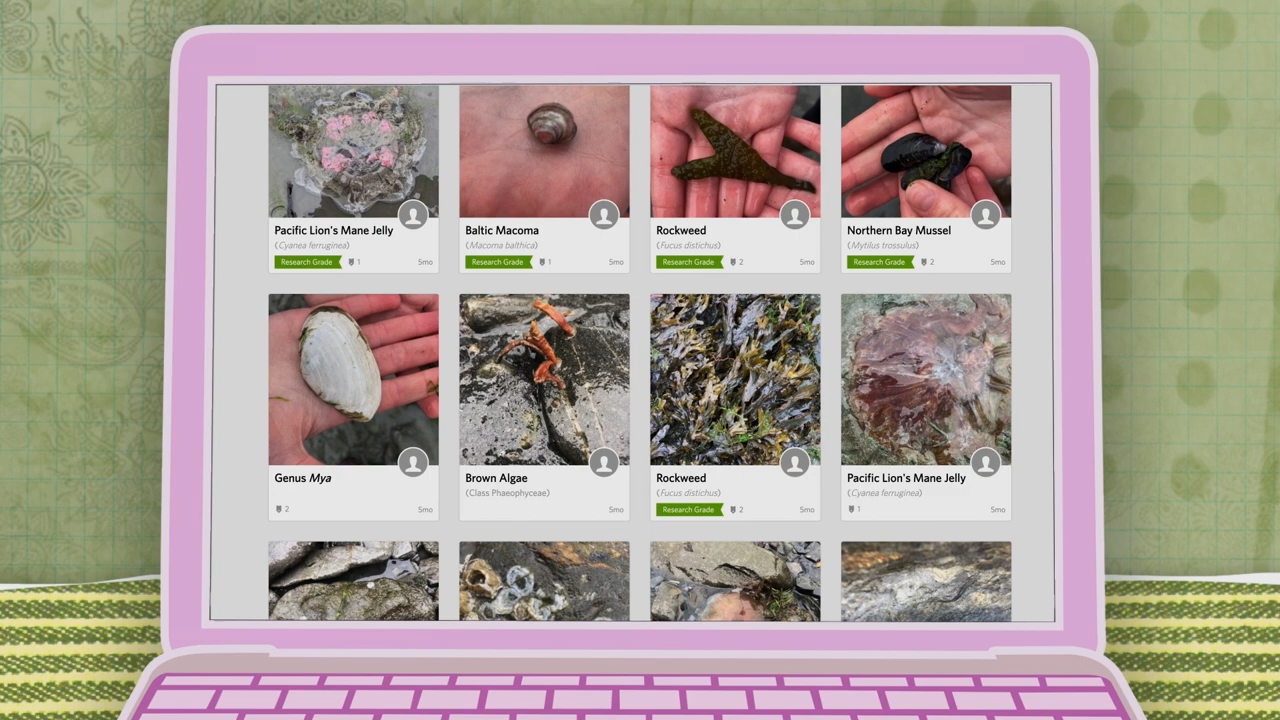 Pacific Lion's Mane Jelly
(Cyanea ferruginea)
Research Grade 1 5mo
Baltic Macoma
(Macoma balthica)
Research Grade 1 5mo
Rockweed
(Fucus distichus)
Research Grade 2 5mo
Northern Bay Mussel
(Mytilus trossulus)
Research Grade 2 5mo
Genus Mya
2 5mo
Brown Algae
(Class Phaeophyceae)
5mo
Rockweed
(Fucus distichus)
Research Grade 2 5mo
Pacific Lion's Mane Jelly
(Cyanea ferruginea)
1 5mo